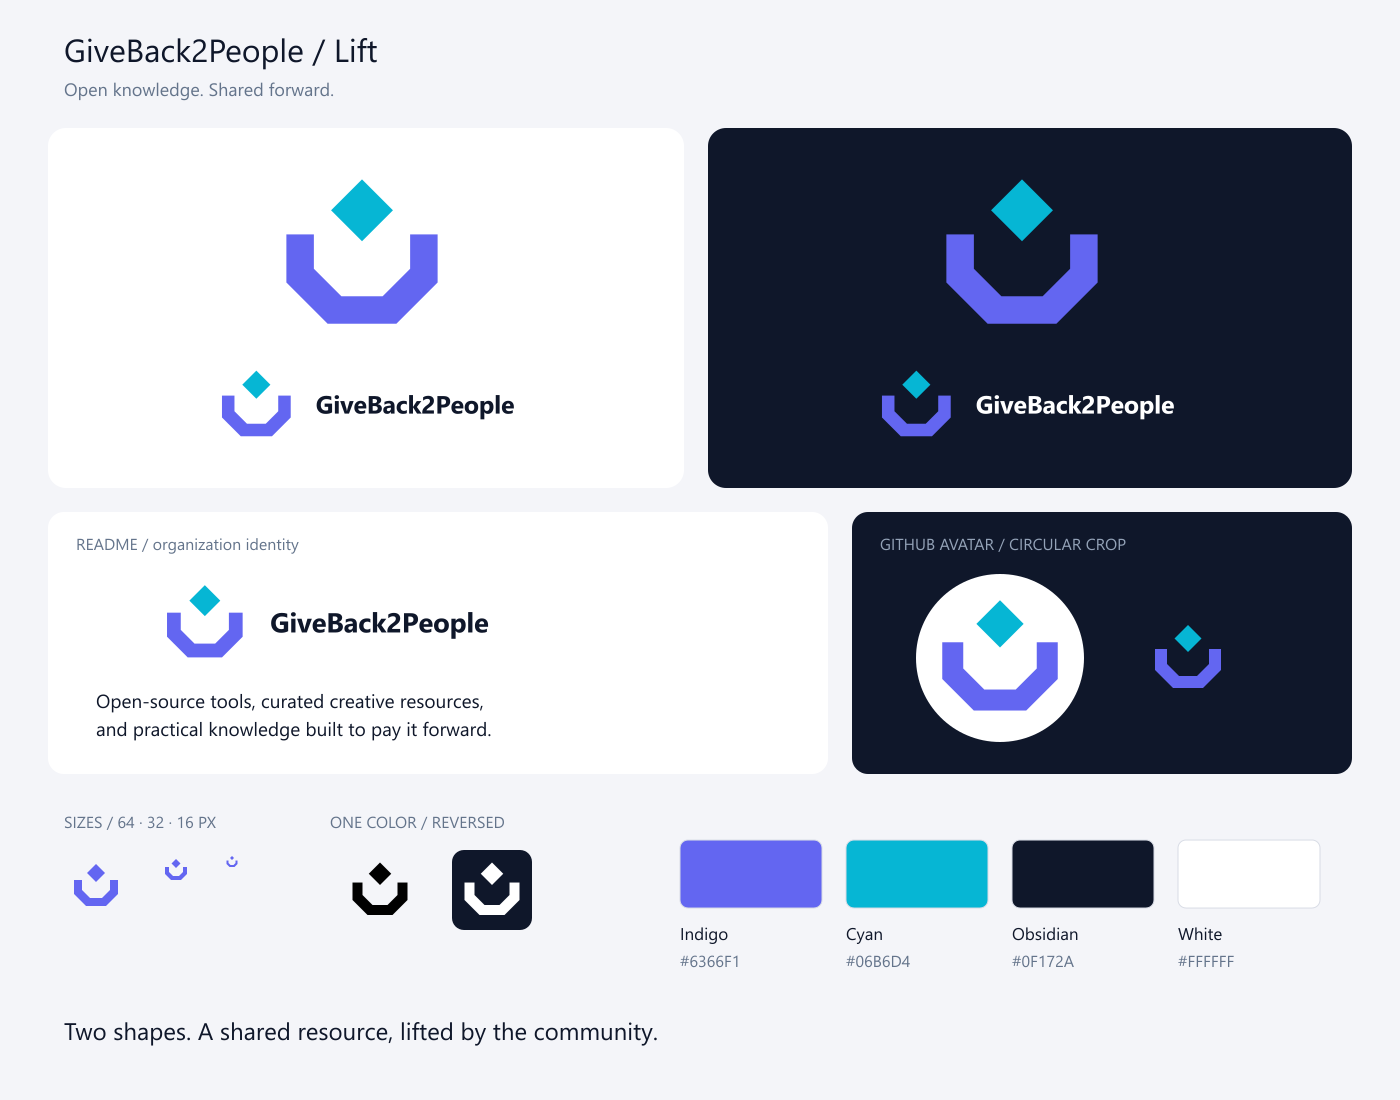 GiveBack2People / Lift
Open knowledge. Shared forward.
GiveBack2People
GiveBack2People
README / organization identity
GiveBack2People
Open-source tools, curated creative resources,
and practical knowledge built to pay it forward.
GITHUB AVATAR / CIRCULAR CROP
SIZES / 64 · 32 · 16 PX
ONE COLOR / REVERSED
Indigo
#6366F1
Cyan
#06B6D4
Obsidian
#0F172A
White
#FFFFFF
Two shapes. A shared resource, lifted by the community.